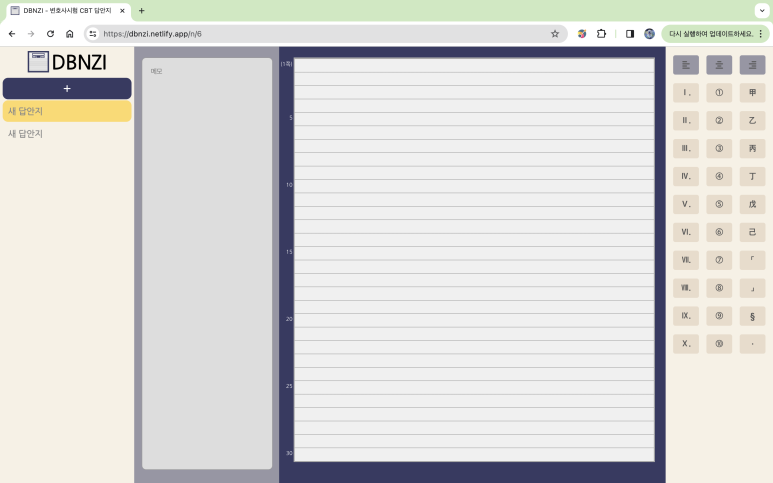 DBNZI - 변호사시험 CBT 답안지
https://dbnzi.netlify.app/n/6
다시 실행하여 업데이트하세요.
DBNZI
+
새 답안지
새 답안지
메모
(1쪽)
5
10
15
20
25
30
Ⅰ. ① 甲
Ⅱ. ② 乙
Ⅲ. ③ 丙
Ⅳ. ④ 丁
Ⅴ. ⑤ 戊
Ⅵ. ⑥ 己
Ⅶ. ⑦ 「
Ⅷ. ⑧ 」
Ⅸ. ⑨ §
Ⅹ. ⑩ ·